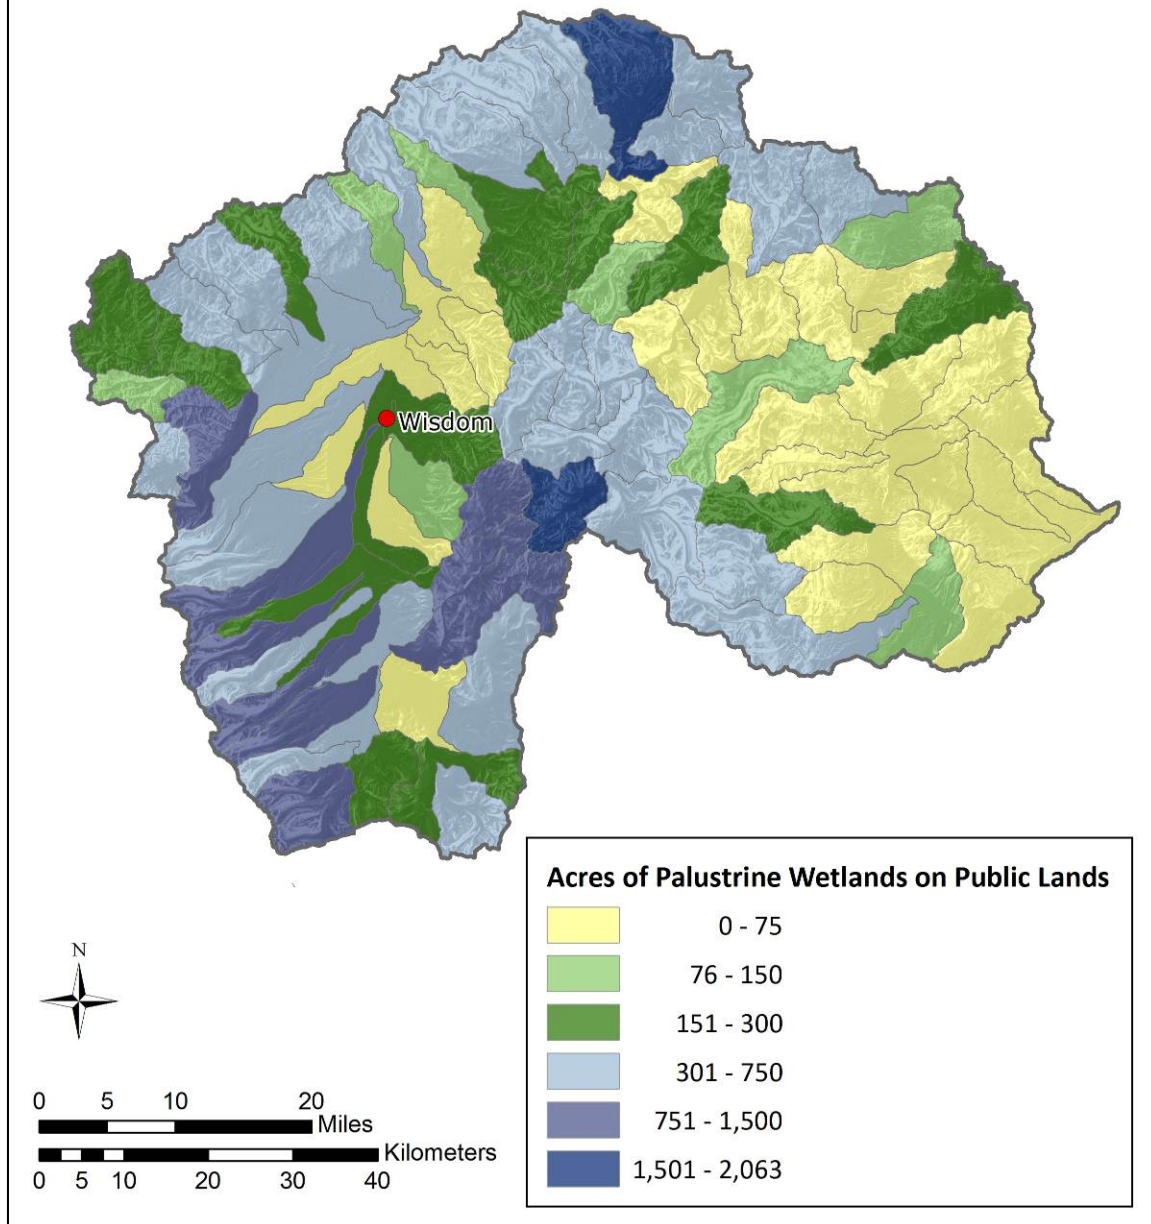 Wisdom
Acres of Palustrine Wetlands on Public Lands
0 - 75
76 - 150
151 - 300
301 - 750
751 - 1,500
1,501 - 2,063
N
0 5 10 20
Miles
Kilometers
0 5 10 20 30 40